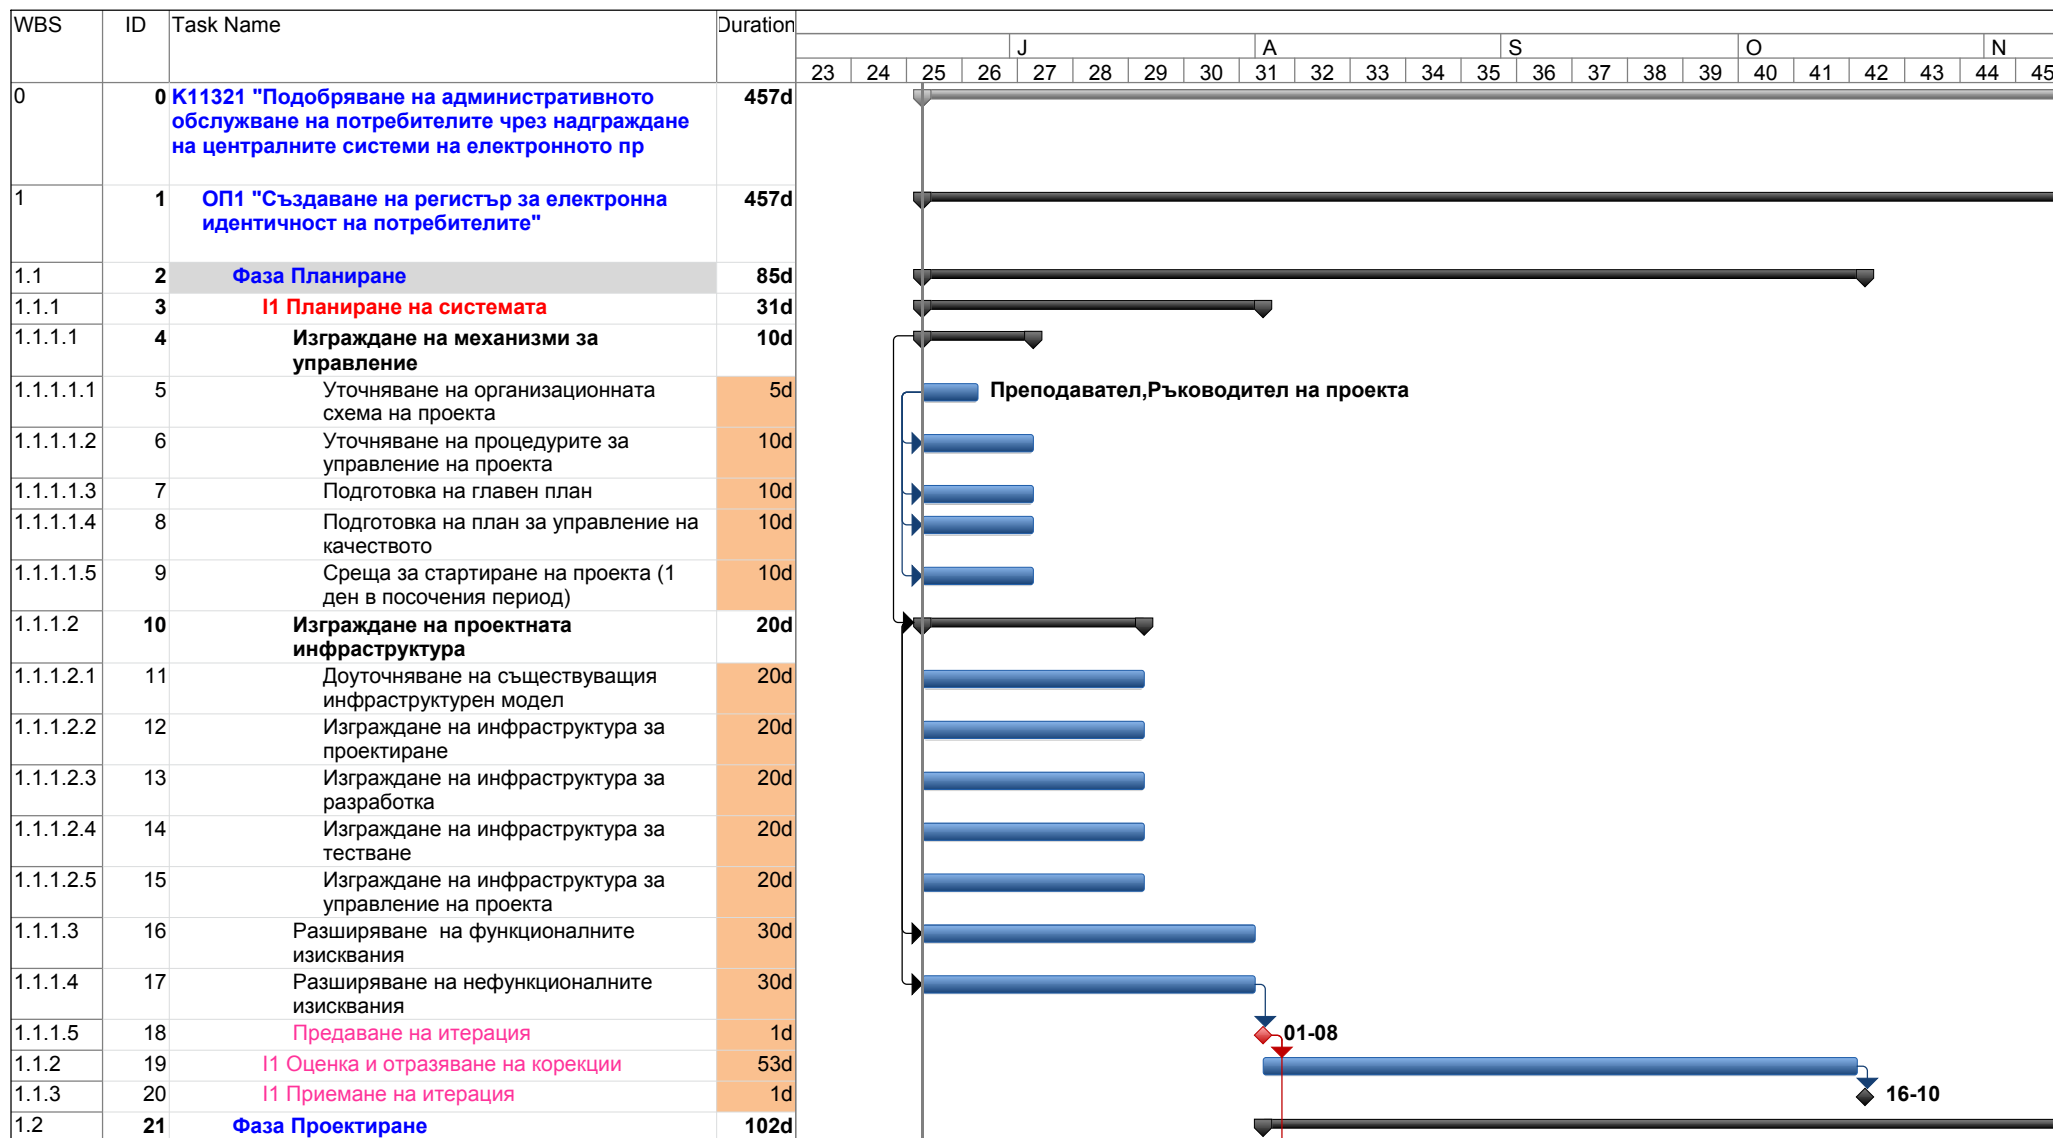 WBS ID Task Name Duration
J A S O N
23 24 25 26 27 28 29 30 31 32 33 34 35 36 37 38 39 40 41 42 43 44 45
0 0 K11321 "Подобряване на административното 457d
обслужване на потребителите чрез надграждане
на централните системи на електронното пр
1 1 ОП1 "Създаване на регистър за електронна 457d
идентичност на потребителите"
1.1 2 Фаза Планиране 85d
1.1.1 3 I1 Планиране на системата 31d
1.1.1.1 4 Изграждане на механизми за 10d
управление
1.1.1.1.1 5 Уточняване на организационната 5d Преподавател,Ръководител на проекта
схема на проекта
1.1.1.1.2 6 Уточняване на процедурите за 10d
управление на проекта
1.1.1.1.3 7 Подготовка на главен план 10d
1.1.1.1.4 8 Подготовка на план за управление на 10d
качеството
1.1.1.1.5 9 Среща за стартиране на проекта (1 10d
ден в посочения период)
1.1.1.2 10 Изграждане на проектната 20d
инфраструктура
1.1.1.2.1 11 Доуточняване на съществуващия 20d
инфраструктурен модел
1.1.1.2.2 12 Изграждане на инфраструктура за 20d
проектиране
1.1.1.2.3 13 Изграждане на инфраструктура за 20d
разработка
1.1.1.2.4 14 Изграждане на инфраструктура за 20d
тестване
1.1.1.2.5 15 Изграждане на инфраструктура за 20d
управление на проекта
1.1.1.3 16 Разширяване на функционалните 30d
изисквания
1.1.1.4 17 Разширяване на нефункционалните 30d
изисквания
1.1.1.5 18 Предаване на итерация 1d 01-08
1.1.2 19 I1 Оценка и отразяване на корекции 53d
1.1.3 20 I1 Приемане на итерация 1d 16-10
1.2 21 Фаза Проектиране 102d